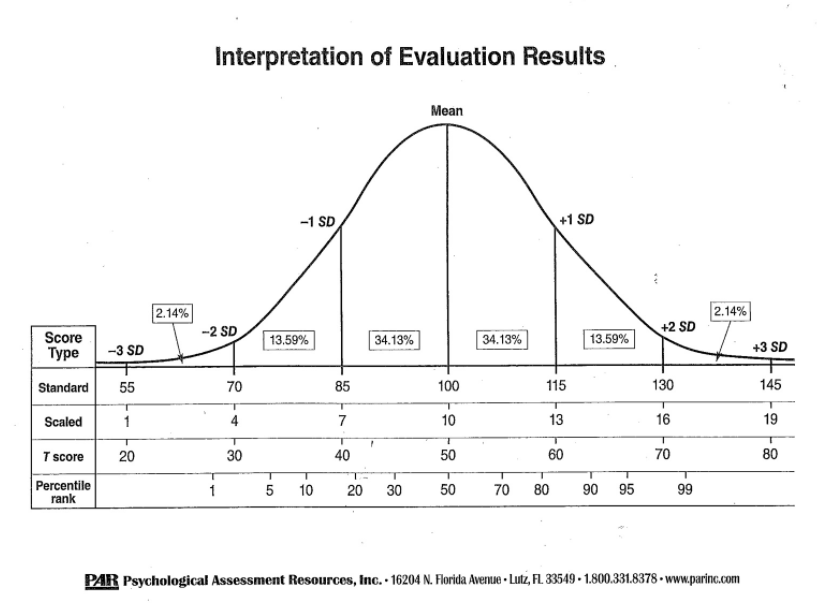 Interpretation of Evaluation Results
Mean
–1 SD
+1 SD
2.14%
2.14%
–2 SD
+2 SD
13.59%
34.13%
34.13%
13.59%
–3 SD
+3 SD
Score
Type
Standard 55 70 85 100 115 130 145
Scaled 1 4 7 10 13 16 19
T score 20 30 40 50 60 70 80
Percentile
rank 1 5 10 20 30 50 70 80 90 95 99
PAR Psychological Assessment Resources, Inc. • 16204 N. Florida Avenue • Lutz, FL 33549 • 1.800.331.8378 • www.parinc.com